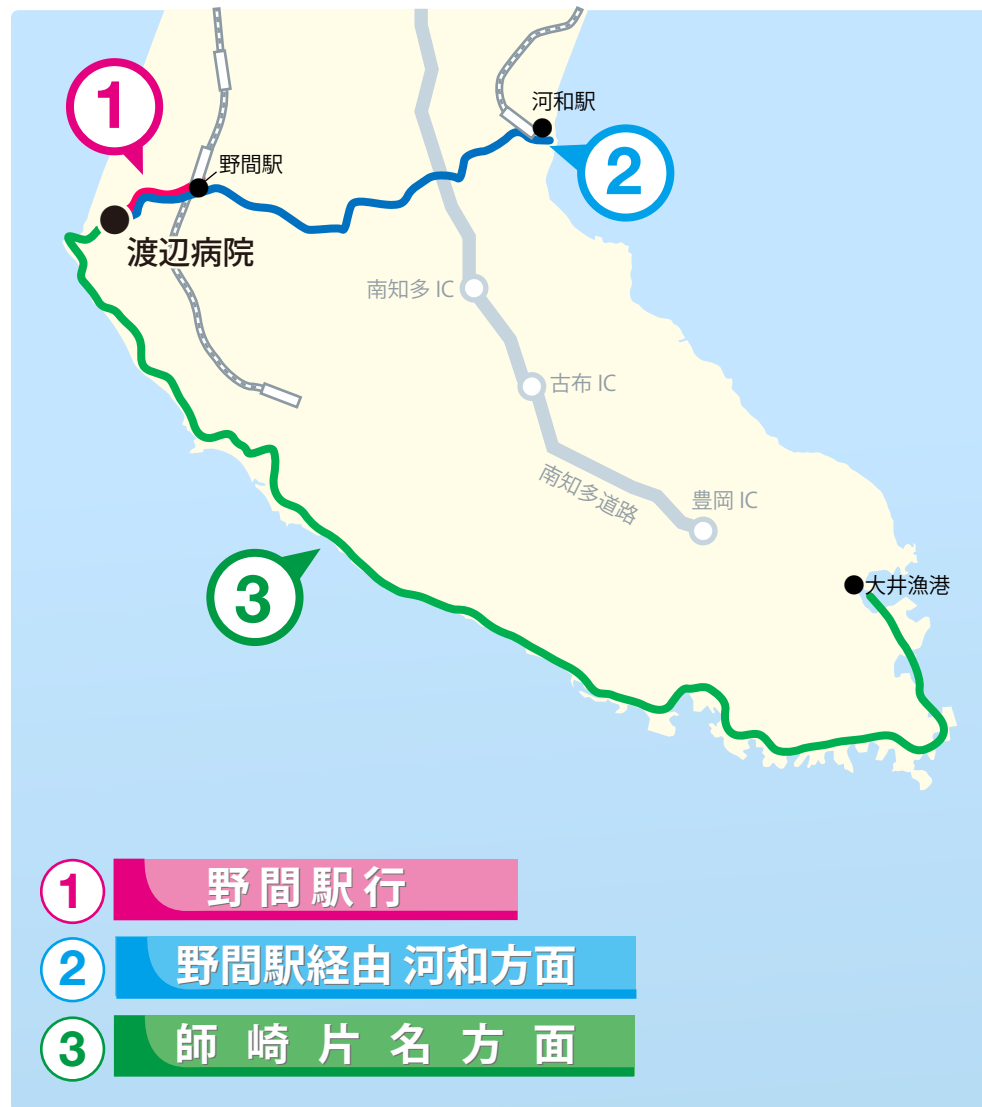 1
河和駅
2
野間駅
渡辺病院
南知多 IC
古布 IC
南知多道路
豊岡 IC
3
大井漁港
1 野間駅行
2 野間駅経由 河和方面
3 師崎片名方面